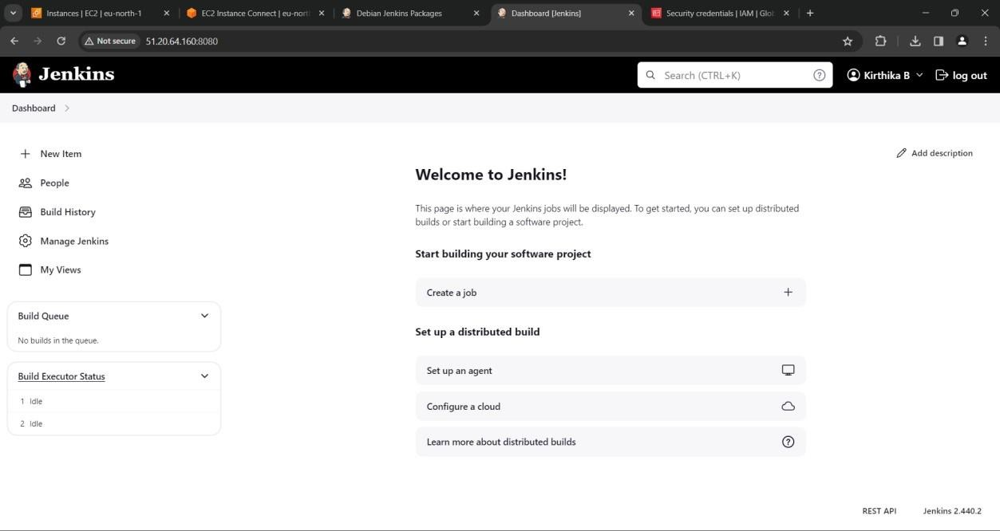 Instances | EC2 | eu-north-1
EC2 Instance Connect | eu-nort
Debian Jenkins Packages
Dashboard [Jenkins]
Security credentials | IAM | Glo
Not secure
51.20.64.160:8080
Jenkins
Search (CTRL+K)
Kirthika B
log out
Dashboard
New Item
People
Build History
Manage Jenkins
My Views
Build Queue
No builds in the queue.
Build Executor Status
1 Idle
2 Idle
Add description
Welcome to Jenkins!
This page is where your Jenkins jobs will be displayed. To get started, you can set up distributed
builds or start building a software project.
Start building your software project
Create a job
Set up a distributed build
Set up an agent
Configure a cloud
Learn more about distributed builds
REST API
Jenkins 2.440.2